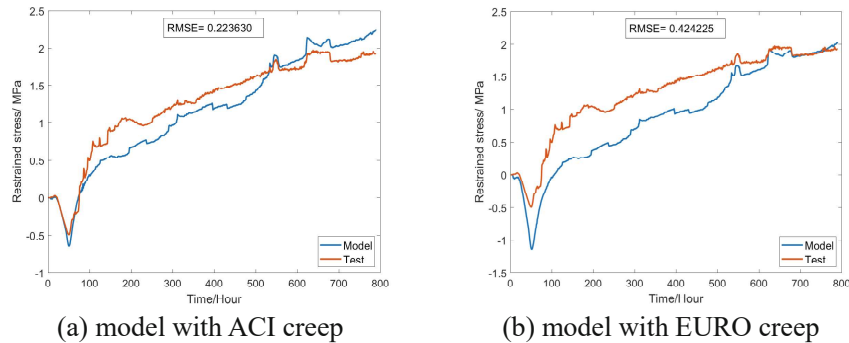 RMSE= 0.223630
2.5
2
1.5
1
0.5
0
-0.5
-1
Restrained stress/ MPa
0 100 200 300 400 500 600 700 800
Time/Hour
Model
Test
(a) model with ACI creep
RMSE= 0.424225
2.5
2
1.5
1
0.5
0
-0.5
-1
-1.5
Restrained stress/ MPa
0 100 200 300 400 500 600 700 800
Time/Hour
Model
Test
(b) model with EURO creep